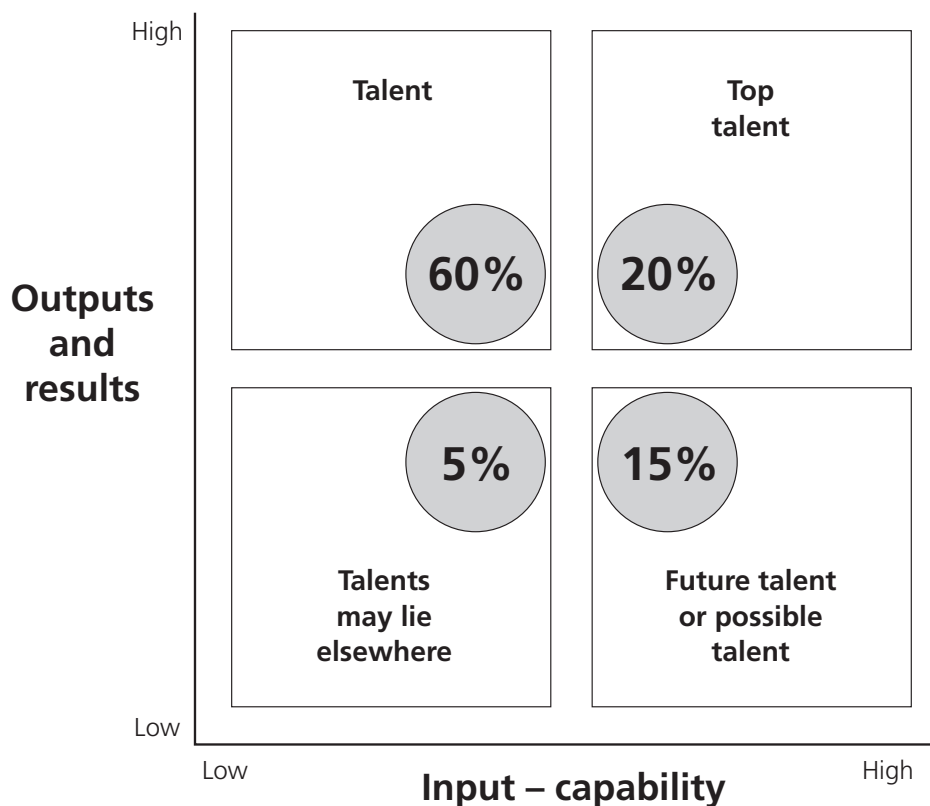 High
Talent
Top
talent
60%
20%
Outputs
and
results
5%
15%
Talents
may lie
elsewhere
Future talent
or possible
talent
Low
Low
Input – capability
High